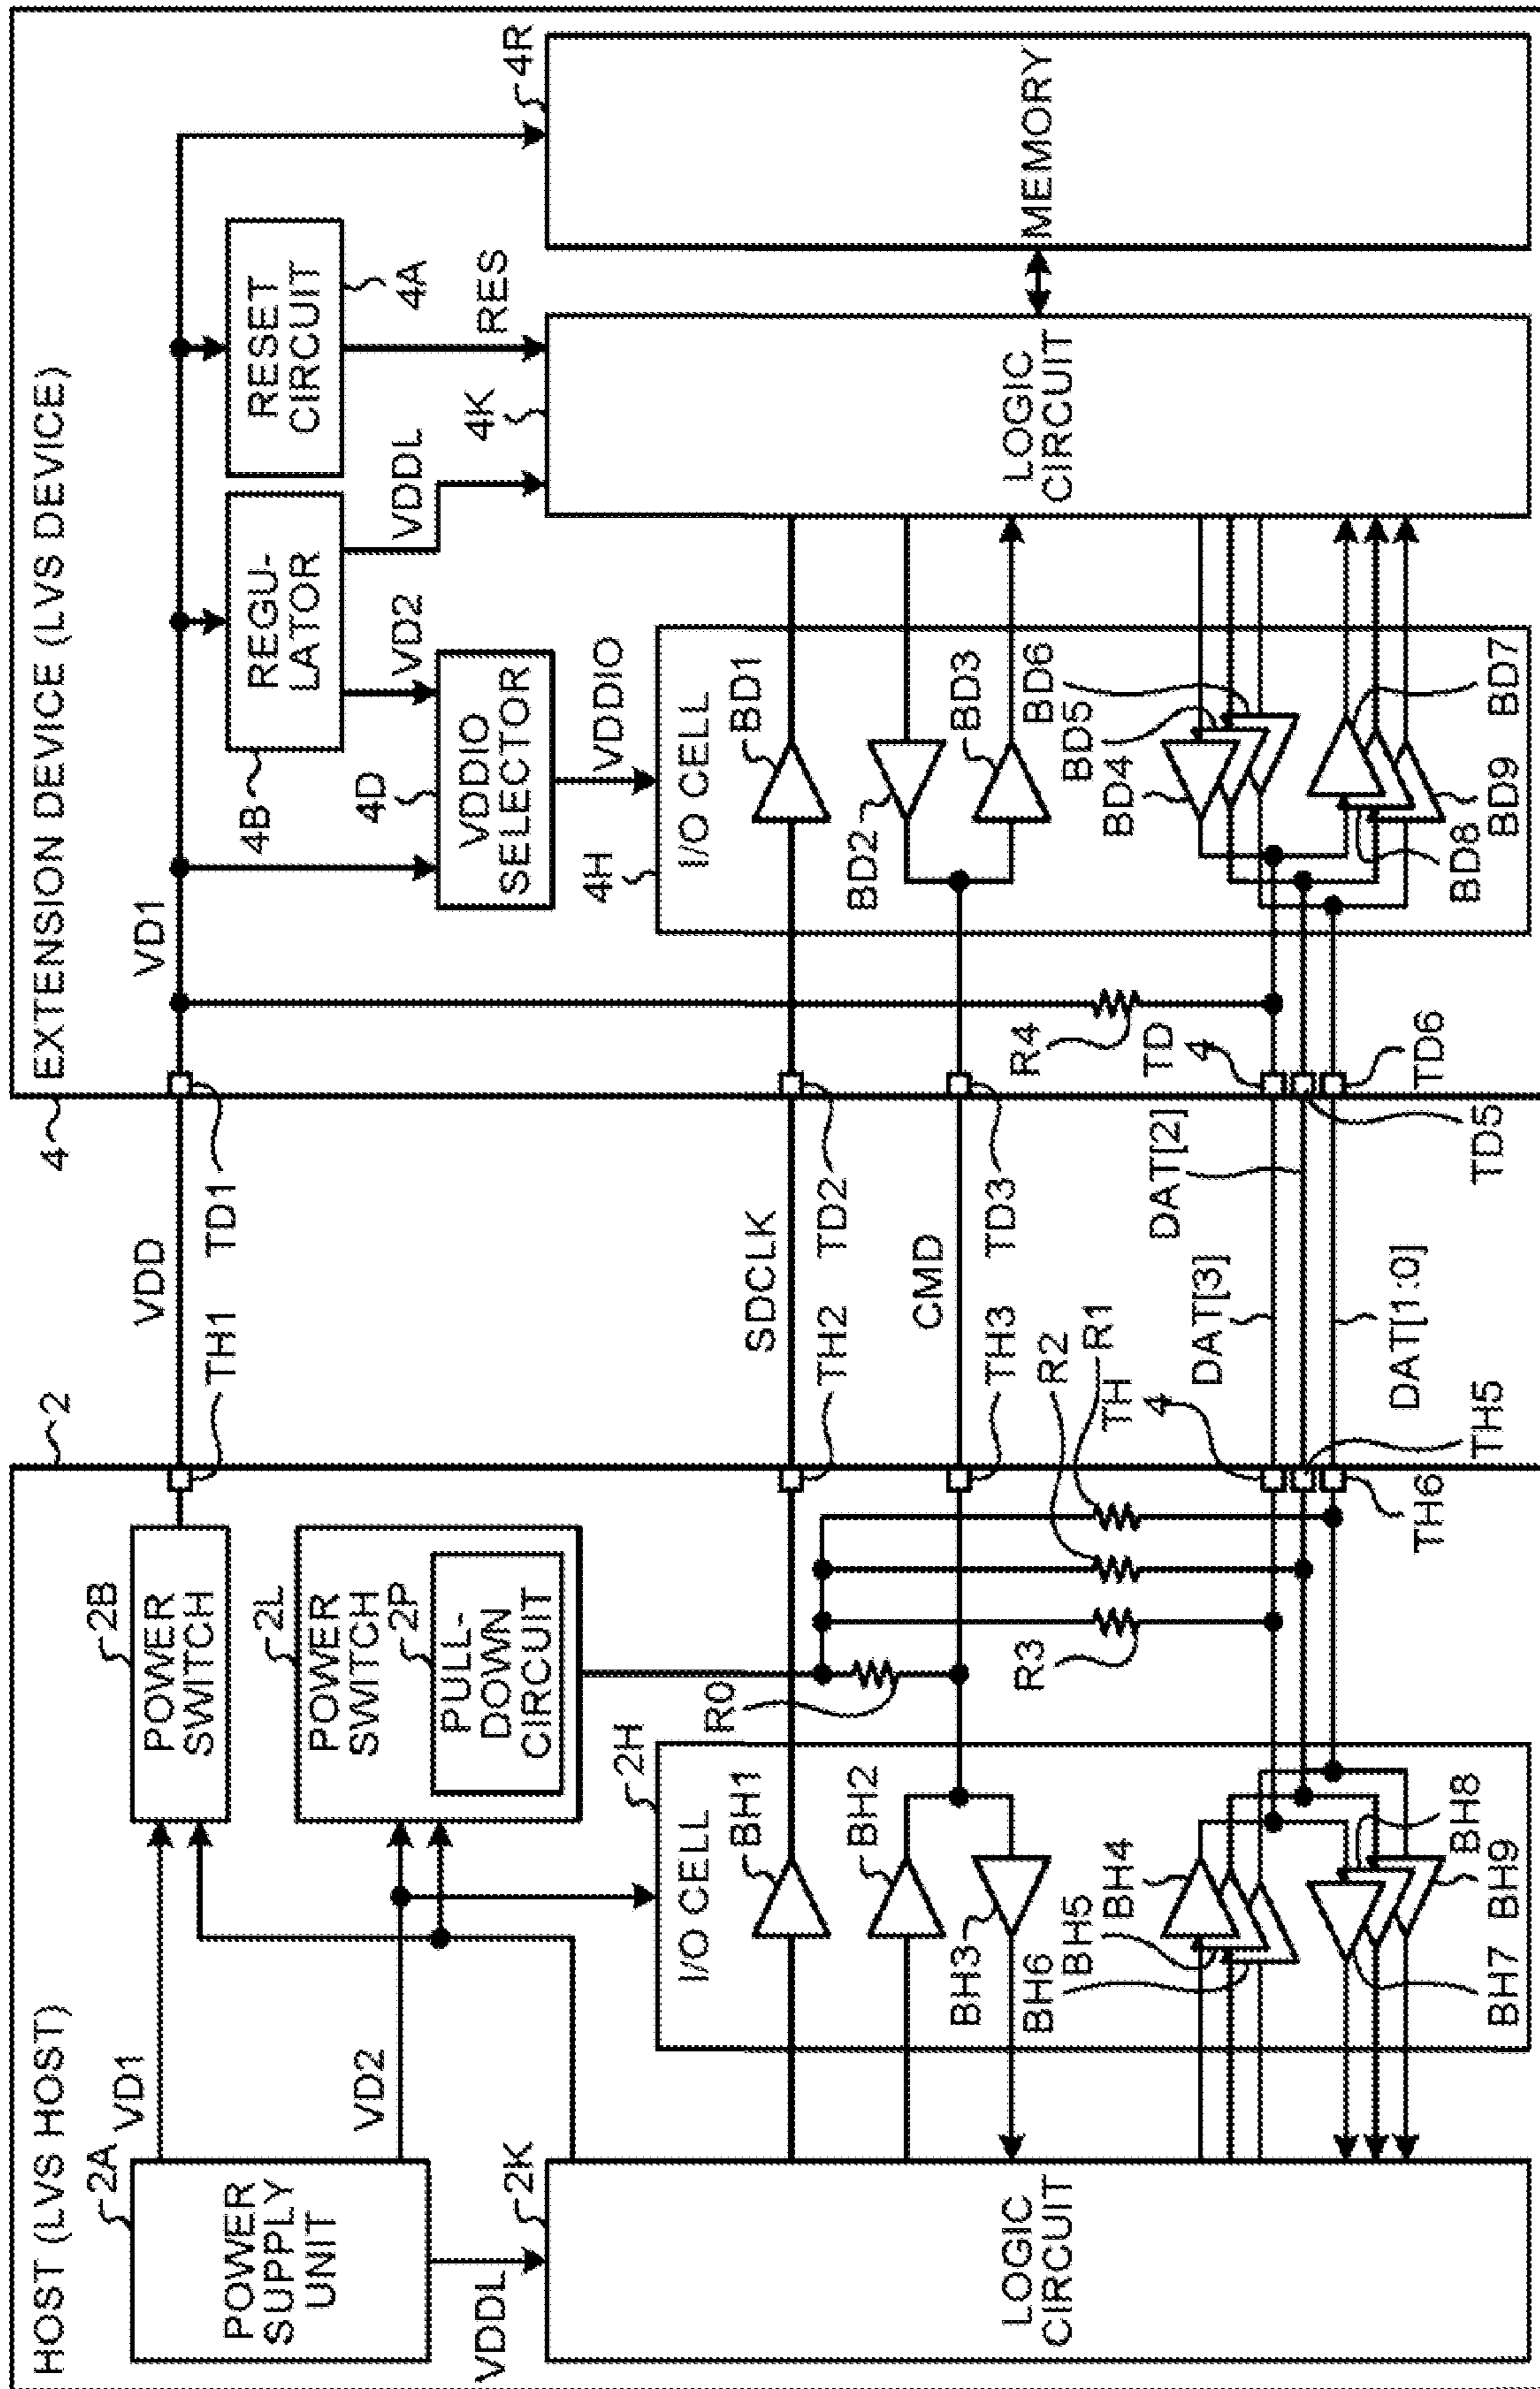 HOST (LVS HOST)
2A
POWER
SUPPLY
UNIT
VD1
VD2
VDDL
2K
LOGIC
CIRCUIT
2B
POWER
SWITCH
2L
POWER
SWITCH
2P
PULL-
DOWN
CIRCUIT
2H
I/O CELL
BH1
BH2
BH3
BH4
BH5
BH6
BH7
BH8
BH9
R0
R3
R2
R1
2
TH1
TH2
TH3
TH
4
TH5
TH6
VDD
SDCLK
CMD
DAT[3]
DAT[2]
DAT[1:0]
TD1
TD2
TD3
TD
4
TD5
TD6
4
EXTENSION DEVICE (LVS DEVICE)
VD1
R4
4B
REGU-
LATOR
VD2
VDDL
4D
VDDIO
SELECTOR
VDDIO
4H
I/O CELL
BD1
BD2
BD3
BD4
BD5
BD6
BD7
BD8
BD9
RESET
CIRCUIT
4A
RES
4K
LOGIC
CIRCUIT
4R
MEMORY